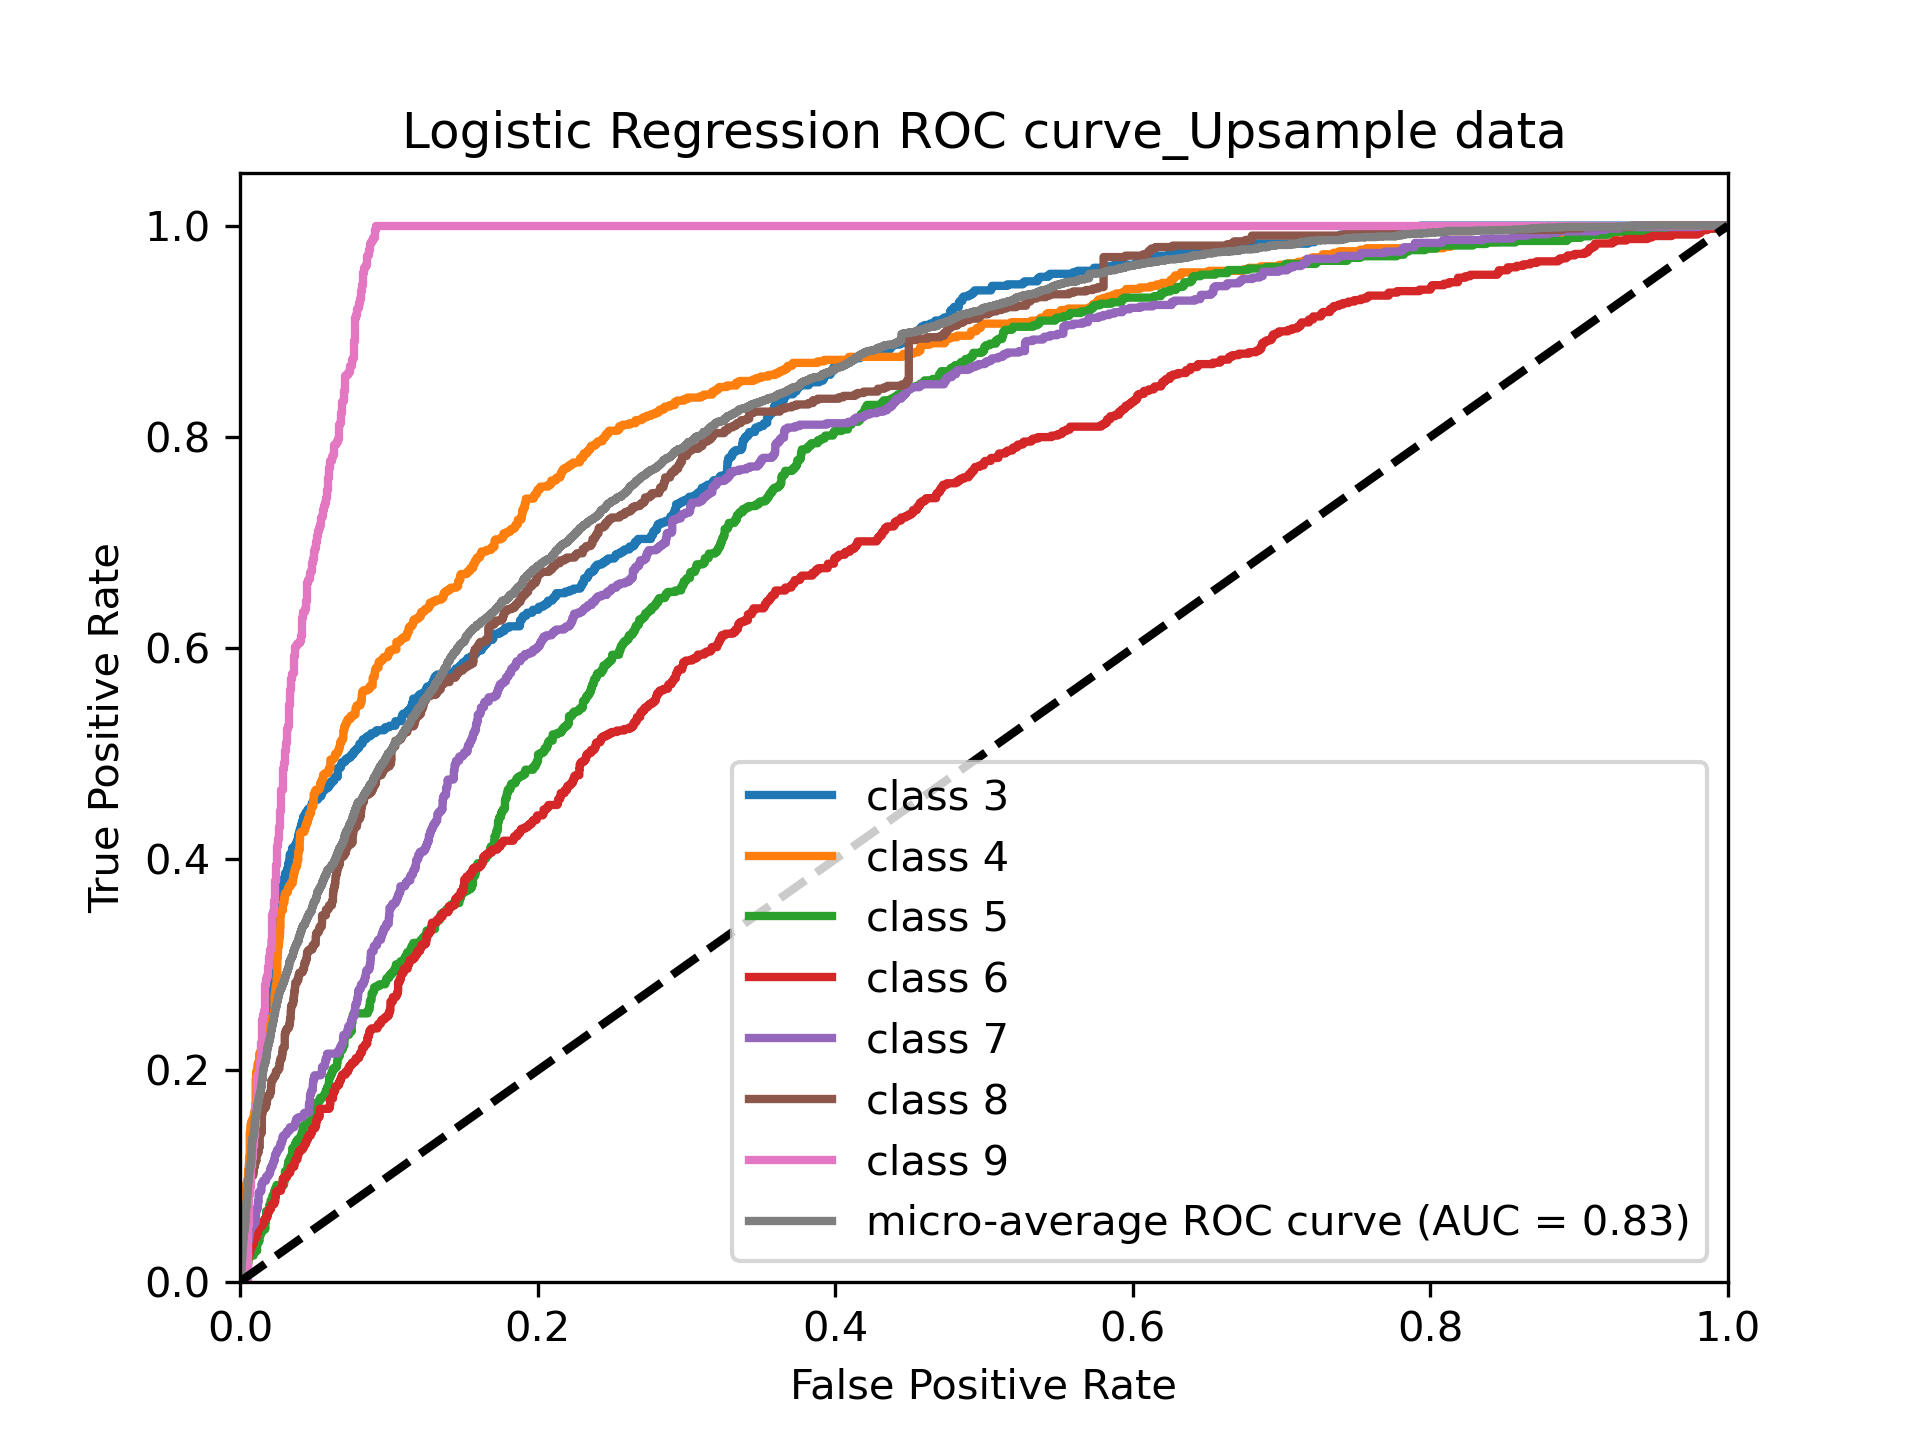 Logistic Regression ROC curve_Upsample data
True Positive Rate
1.0
0.8
0.6
0.4
0.2
0.0
class 3
class 4
class 5
class 6
class 7
class 8
class 9
micro-average ROC curve (AUC = 0.83)
0.0 0.2 0.4 0.6 0.8 1.0
False Positive Rate